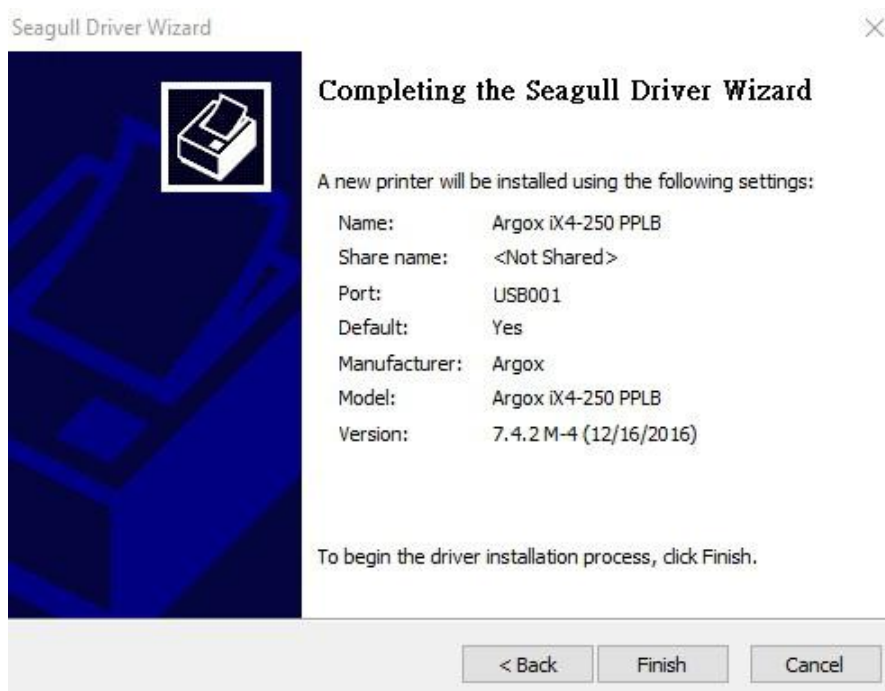 Seagull Driver Wizard
Completing the Seagull Driver Wizard
A new printer will be installed using the following settings:
Name: Argox iX4-250 PPLB
Share name: <Not Shared>
Port: USB001
Default: Yes
Manufacturer: Argox
Model: Argox iX4-250 PPLB
Version: 7.4.2 M-4 (12/16/2016)
To begin the driver installation process, click Finish.
< Back Finish Cancel